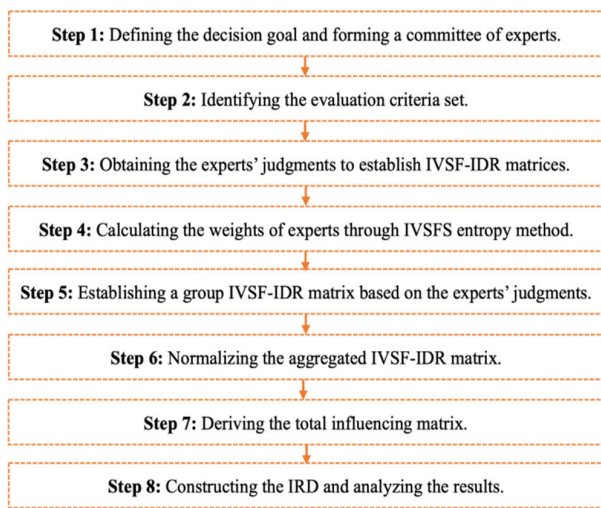 Step 1: Defining the decision goal and forming a committee of experts.
Step 2: Identifying the evaluation criteria set.
Step 3: Obtaining the experts' judgments to establish IVSF-IDR matrices.
Step 4: Calculating the weights of experts through IVSFS entropy method.
Step 5: Establishing a group IVSF-IDR matrix based on the experts' judgments.
Step 6: Normalizing the aggregated IVSF-IDR matrix.
Step 7: Deriving the total influencing matrix.
Step 8: Constructing the IRD and analyzing the results.